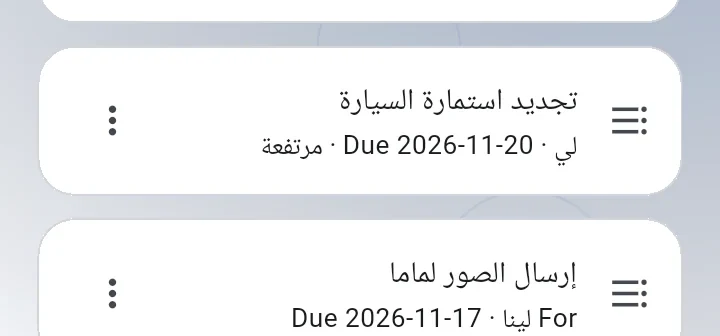 تجديد استمارة السيارة
لي · Due 2026-11-20 · مرتفعة
إرسال الصور لماما
For لينا · Due 2026-11-17